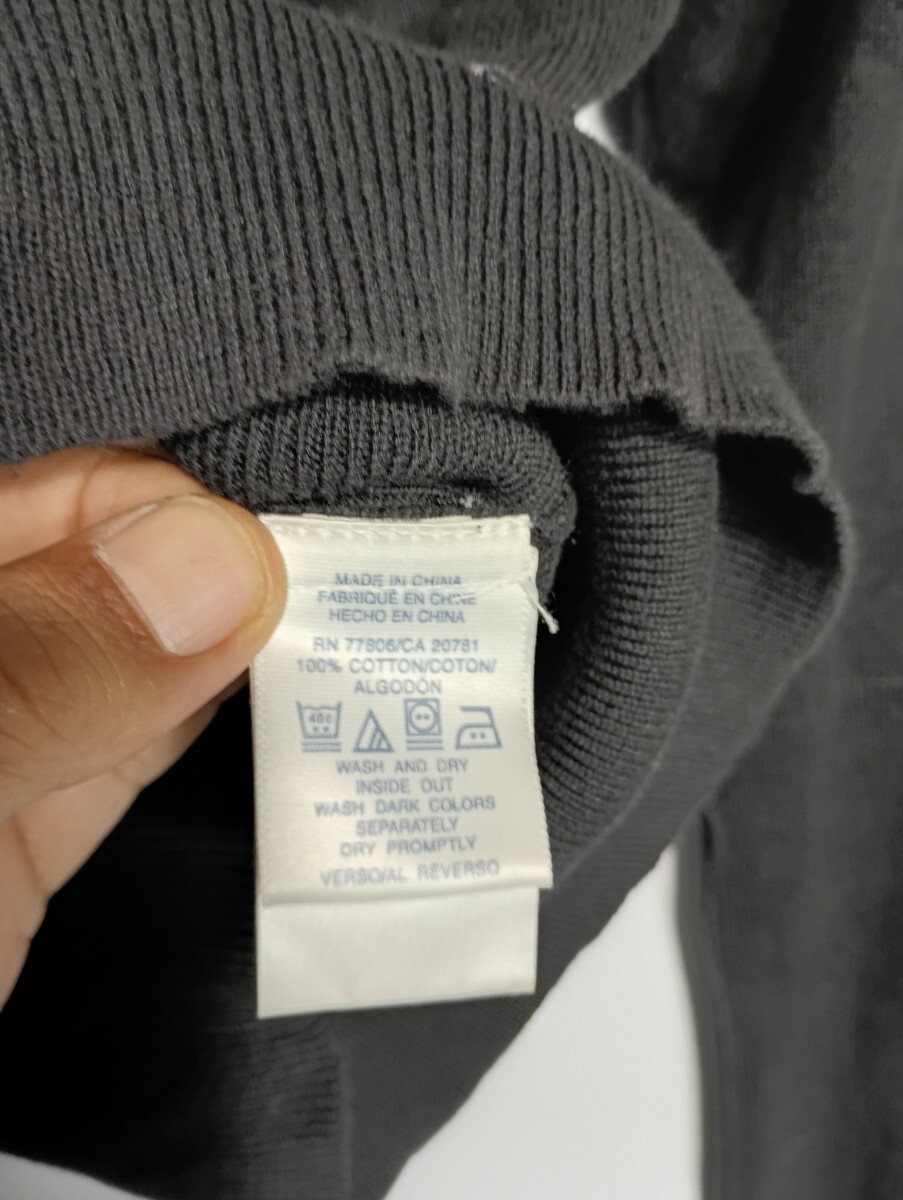 MADE IN CHINA
FABRIQUÉ EN CHINE
HECHO EN CHINA
RN 77806/CA 20781
100% COTTON/COTON/
ALGODÓN
40c
WASH AND DRY
INSIDE OUT
WASH DARK COLORS
SEPARATELY
DRY PROMPTLY
VERSO/AL REVERSO